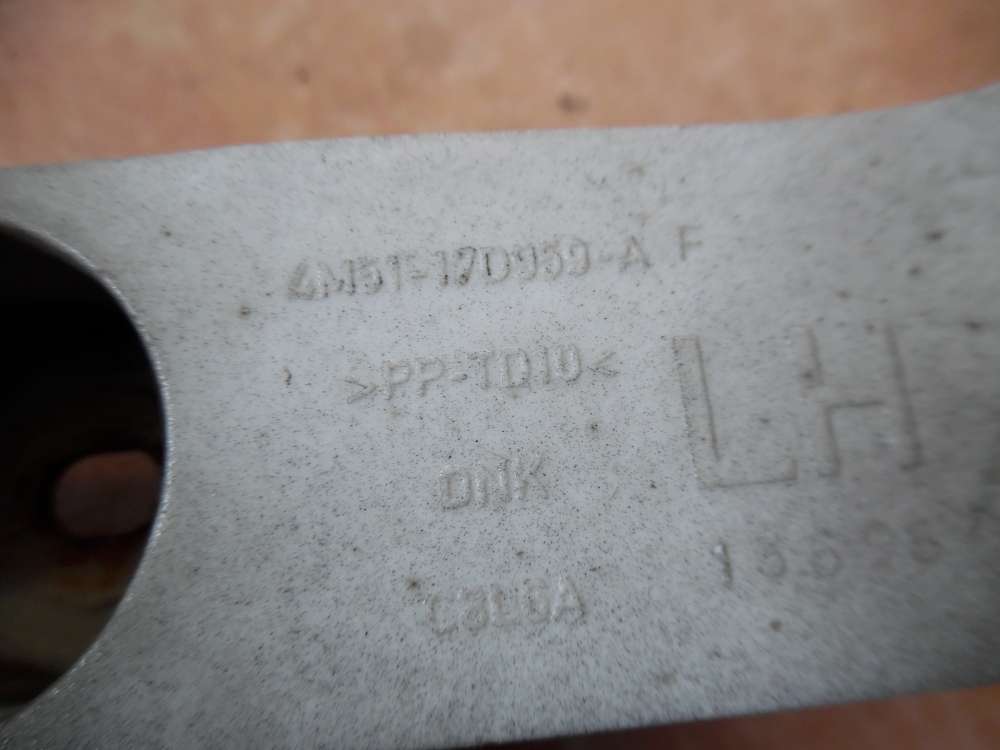 4M51-17D959-A F
>PP-TD10<
LH
DNK